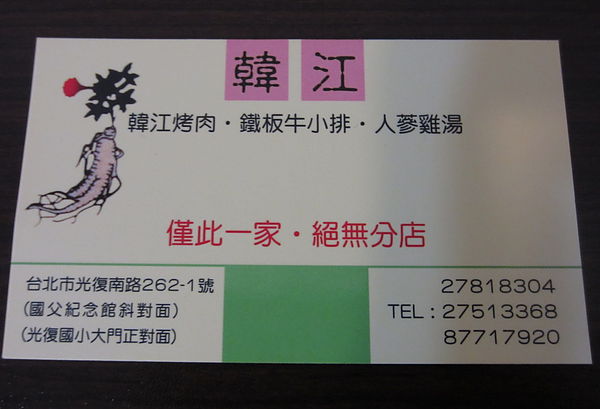 韓江
韓江烤肉・鐵板牛小排・人蔘雞湯
僅此一家・絕無分店
台北市光復南路262-1號
(國父紀念館斜對面)
(光復國小大門正對面)
27818304
TEL：27513368
87717920